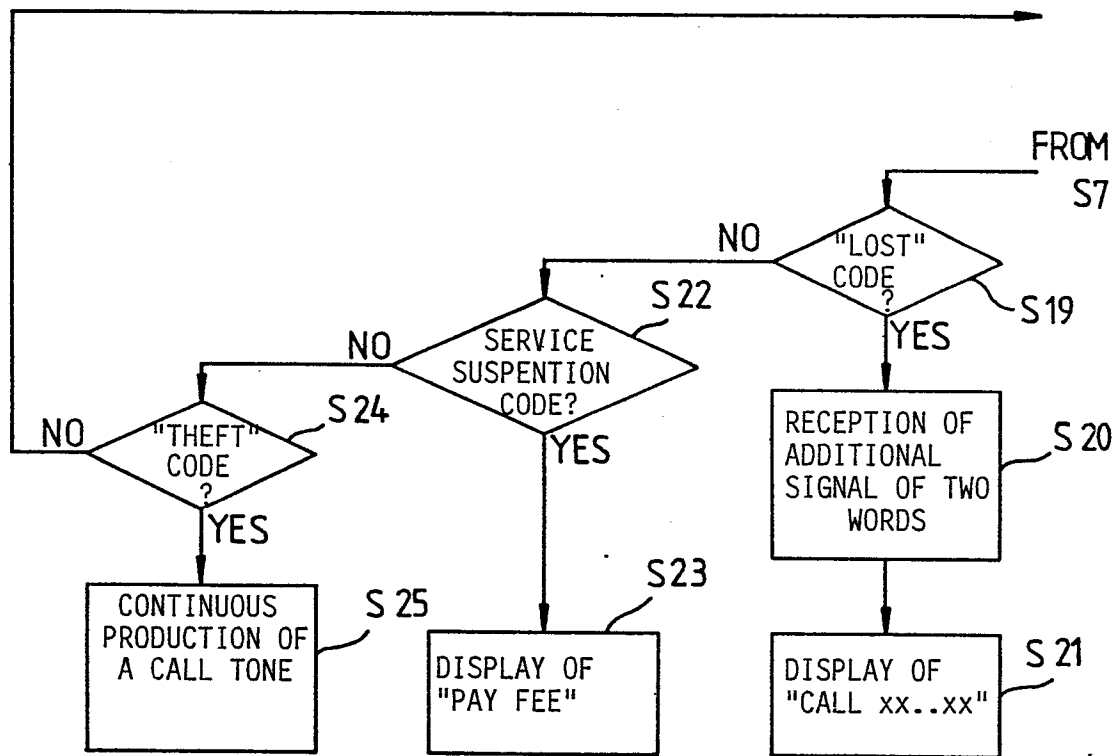 FROM
S7
"LOST"
CODE
?
NO
S19
YES
S22
SERVICE
SUSPENTION
CODE?
NO
YES
S24
"THEFT"
CODE
?
NO
YES
RECEPTION OF
ADDITIONAL
SIGNAL OF TWO
WORDS
S20
S25
CONTINUOUS
PRODUCTION OF
A CALL TONE
S23
DISPLAY OF
"PAY FEE"
S21
DISPLAY OF
"CALL xx..xx"